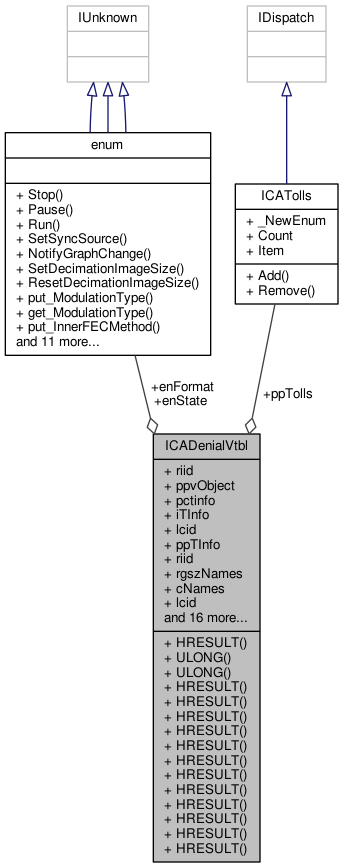 IUnknown
IDispatch
enum
+ Stop()
+ Pause()
+ Run()
+ SetSyncSource()
+ NotifyGraphChange()
+ SetDecimationImageSize()
+ ResetDecimationImageSize()
+ put_ModulationType()
+ get_ModulationType()
+ put_InnerFECMethod()
and 11 more...
ICATolls
+ _NewEnum
+ Count
+ Item
+ Add()
+ Remove()
+enFormat
+enState
+ppTolls
ICADenialVtbl
+ riid
+ ppvObject
+ pctinfo
+ iTInfo
+ lcid
+ ppTInfo
+ riid
+ rgszNames
+ cNames
+ lcid
and 16 more...
+ HRESULT()
+ ULONG()
+ ULONG()
+ HRESULT()
+ HRESULT()
+ HRESULT()
+ HRESULT()
+ HRESULT()
+ HRESULT()
+ HRESULT()
+ HRESULT()
+ HRESULT()
+ HRESULT()
+ HRESULT()
+ HRESULT()